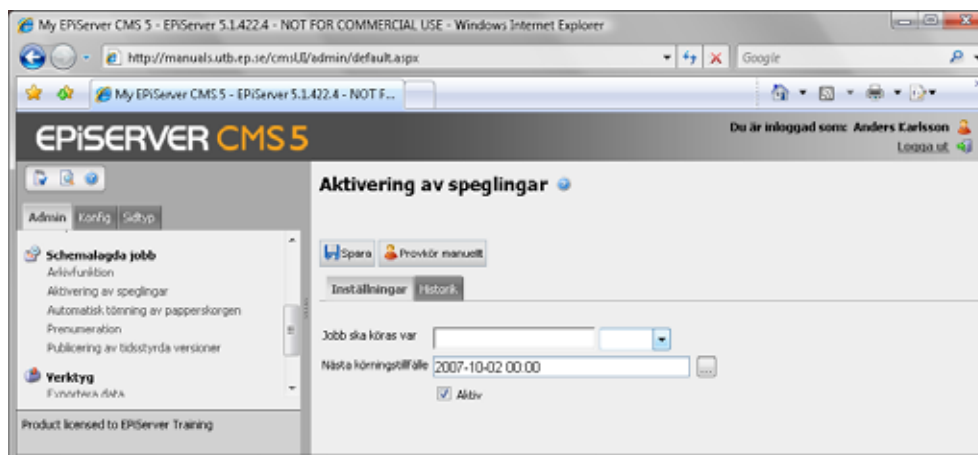 My EPiServer CMS 5 - EPiServer 5.1.422.4 - NOT FOR COMMERCIAL USE - Windows Internet Explorer
http://manuals.utb.ep.se/cmsUI/admin/default.aspx
Google
My EPiServer CMS 5 - EPiServer 5.1.422.4 - NOT F...
EPiSERVER CMS 5
Du är inloggad som: Anders Karlsson
Logga ut
Aktivering av speglingar
Admin Konfig Sidtyp
Schemalagda jobb
Arkivfunktion
Aktivering av speglingar
Automatisk tömning av papperskorgen
Prenumeration
Publicering av tidsstyrda versioner
Verktyg
Exportera data
Product licensed to EPiServer Training
Spara Provkör manuellt
Inställningar Historik
Jobb ska köras var
Nästa körningstillfälle 2007-10-02 00:00 ...
Aktiv